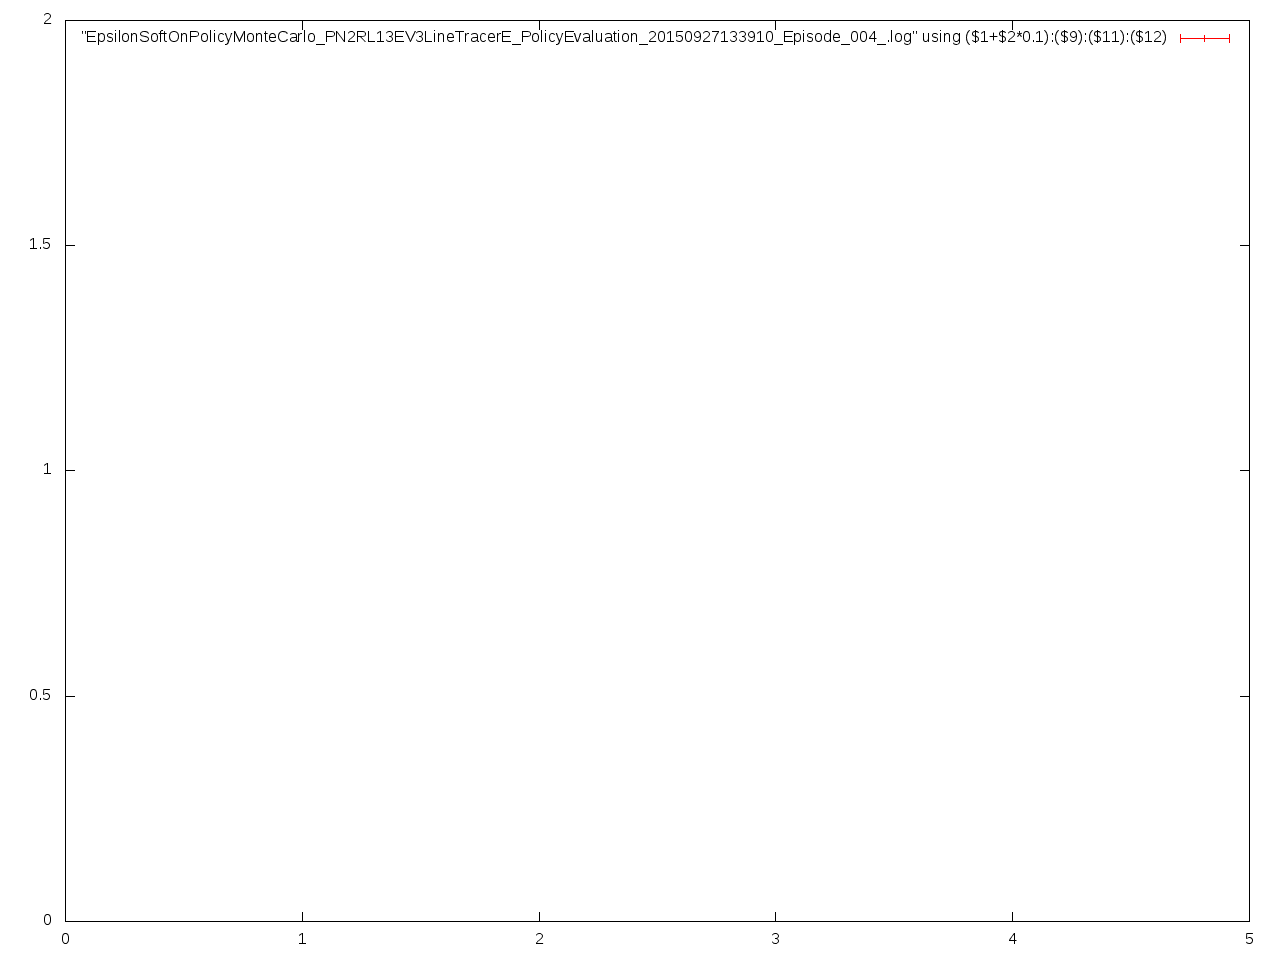 2
"EpsilonSoftOnPolicyMonteCarlo_PN2RL13EV3LineTracerE_PolicyEvaluation_20150927133910_Episode_004_.log" using ($1+$2*0.1):($9):($11):($12)
1.5
1
0.5
0
0 1 2 3 4 5